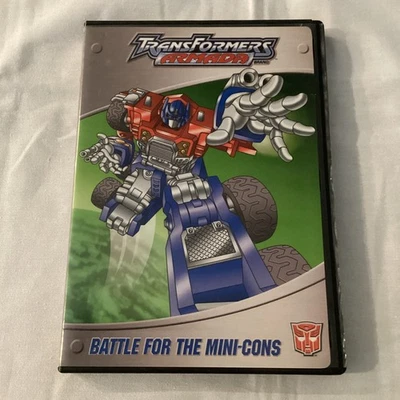 TRANSFORMERS
ARMADA
BATTLE FOR THE MINI-CONS